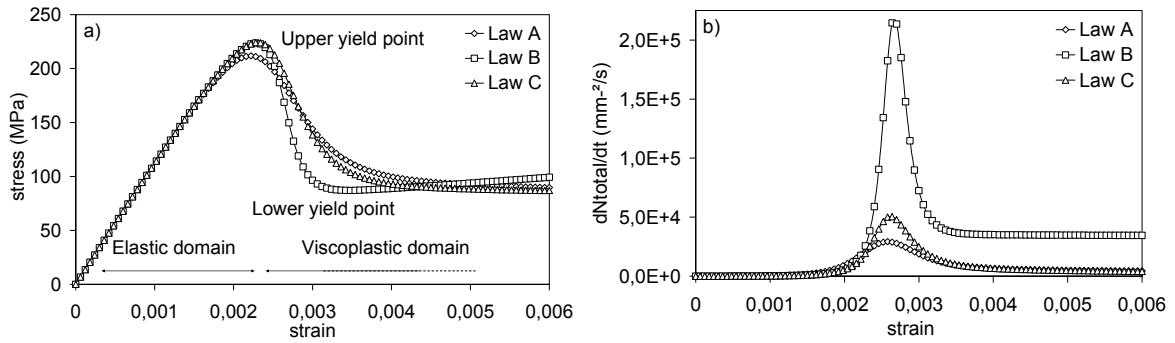 a)
stress (MPa)
250
200
150
100
50
0
Upper yield point
Law A
Law B
Law C
Lower yield point
Elastic domain
Viscoplastic domain
0
0,001
0,002
0,003
0,004
0,005
0,006
strain
b)
dNtotal/dt (mm-²/s)
2,0E+5
1,5E+5
1,0E+5
5,0E+4
0,0E+0
Law A
Law B
Law C
0
0,001
0,002
0,003
0,004
0,005
0,006
strain